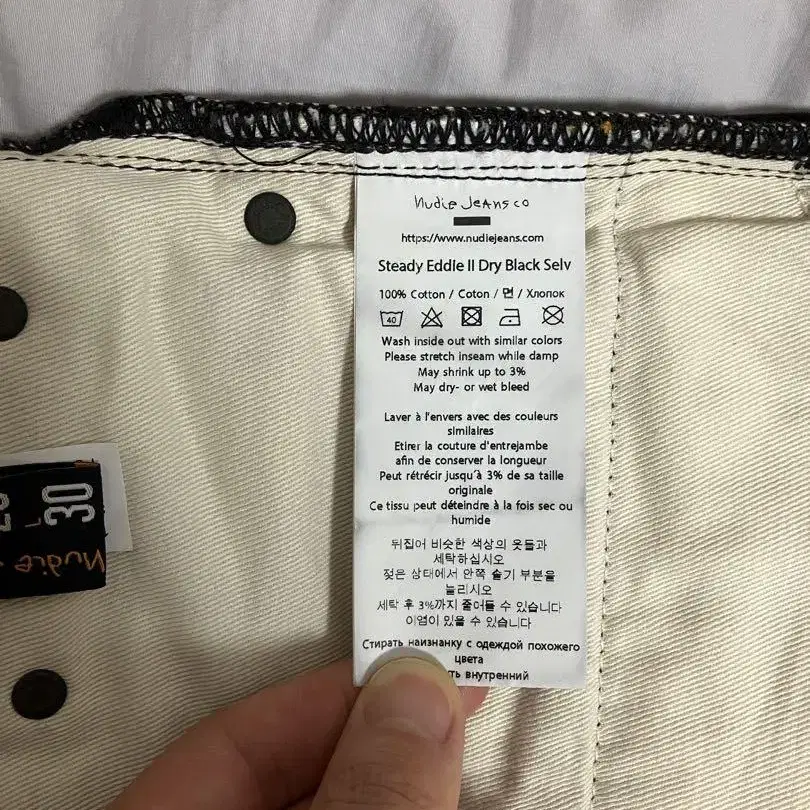 nudie jeans co
https://www.nudiejeans.com
Steady Eddie II Dry Black Selv
100% Cotton / Coton / 면 / Хлопок
40
Wash inside out with similar colors
Please stretch inseam while damp
May shrink up to 3%
May dry- or wet bleed
Laver à l'envers avec des couleurs
similaires
Etirer la couture d'entrejambe
afin de conserver la longueur
Peut rétrécir jusqu'à 3% de sa taille
originale
Ce tissu peut déteindre à la fois sec ou
humide
뒤집어 비슷한 색상의 옷들과
세탁하십시오
젖은 상태에서 안쪽 솔기 부분을
늘리시오
세탁 후 3%까지 줄어들 수 있습니다
이염이 있을 수 있습니다
Стирать наизнанку с одеждой похожего
цвета
внутренний
L
30
nudie